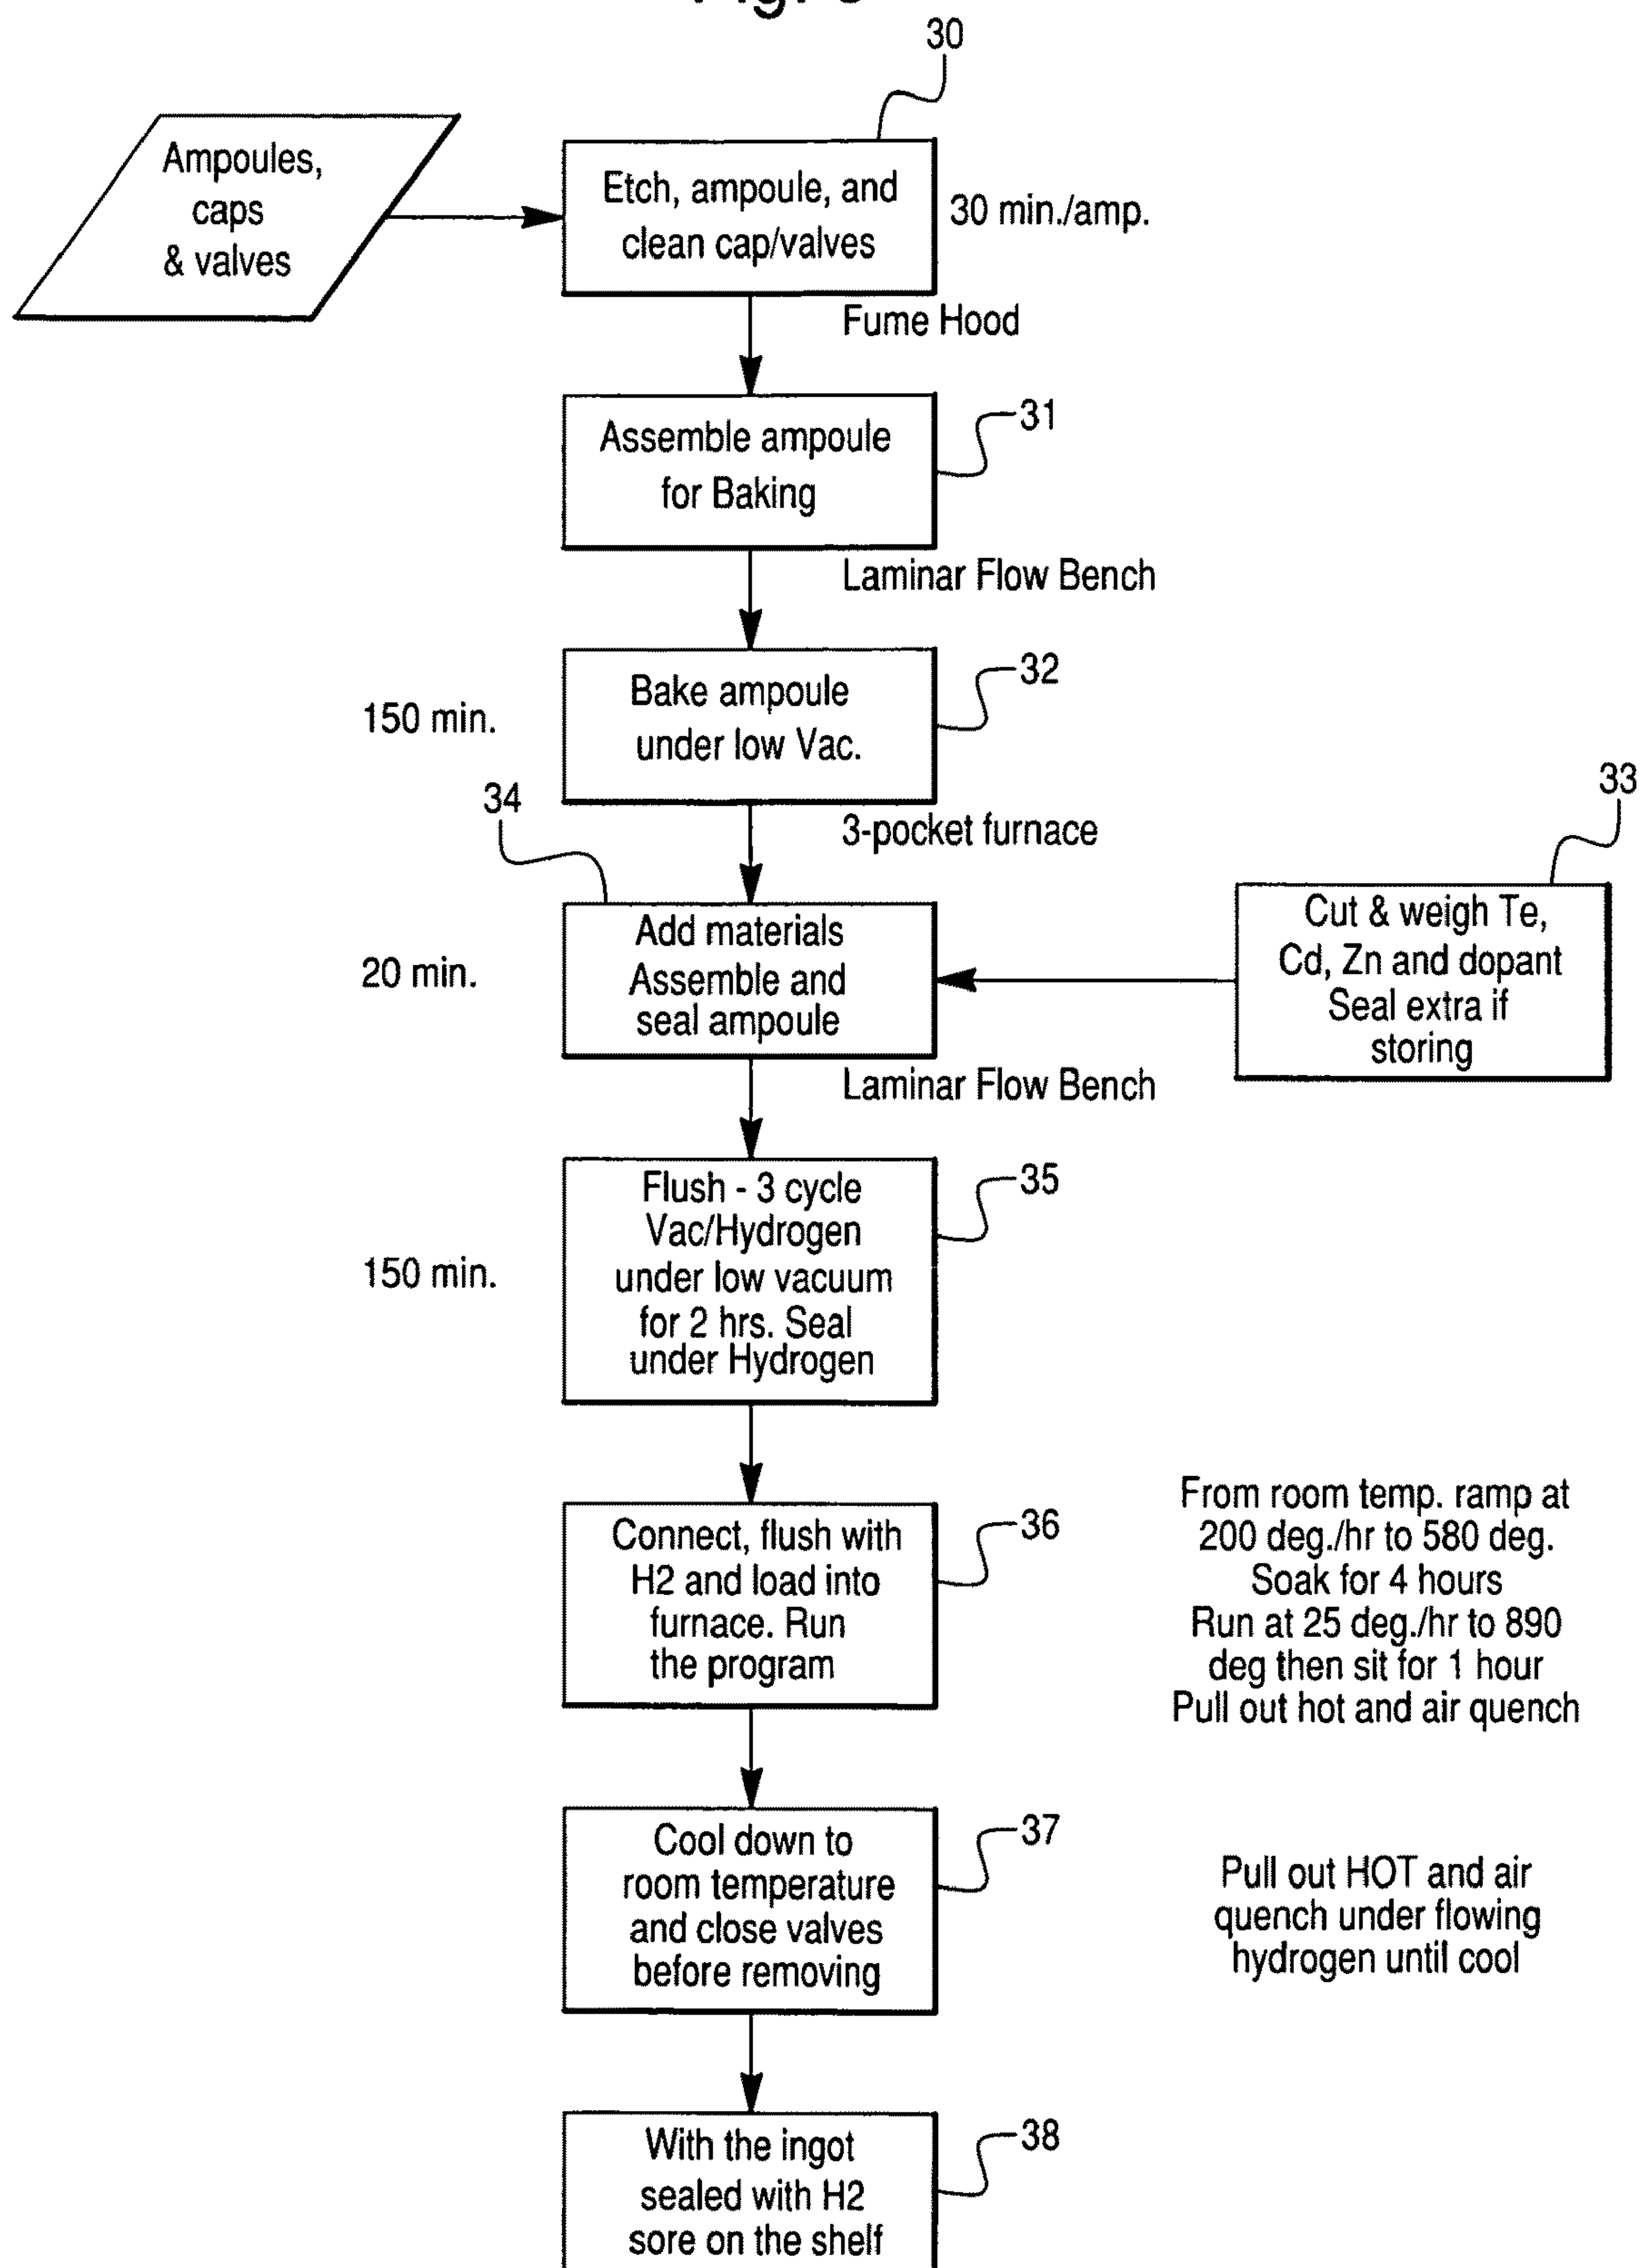 30
Ampoules,
caps
& valves
Etch, ampoule, and
clean cap/valves
30 min./amp.
Fume Hood
31
Assemble ampoule
for Baking
Laminar Flow Bench
32
Bake ampoule
under low Vac.
150 min.
3-pocket furnace
33
34
Add materials
Assemble and
seal ampoule
20 min.
Cut & weigh Te,
Cd, Zn and dopant
Seal extra if
storing
Laminar Flow Bench
35
Flush - 3 cycle
Vac/Hydrogen
under low vacuum
for 2 hrs. Seal
under Hydrogen
150 min.
36
Connect, flush with
H2 and load into
furnace. Run
the program
From room temp. ramp at
200 deg./hr to 580 deg.
Soak for 4 hours
Run at 25 deg./hr to 890
deg then sit for 1 hour
Pull out hot and air quench
37
Cool down to
room temperature
and close valves
before removing
Pull out HOT and air
quench under flowing
hydrogen until cool
38
With the ingot
sealed with H2
sore on the shelf